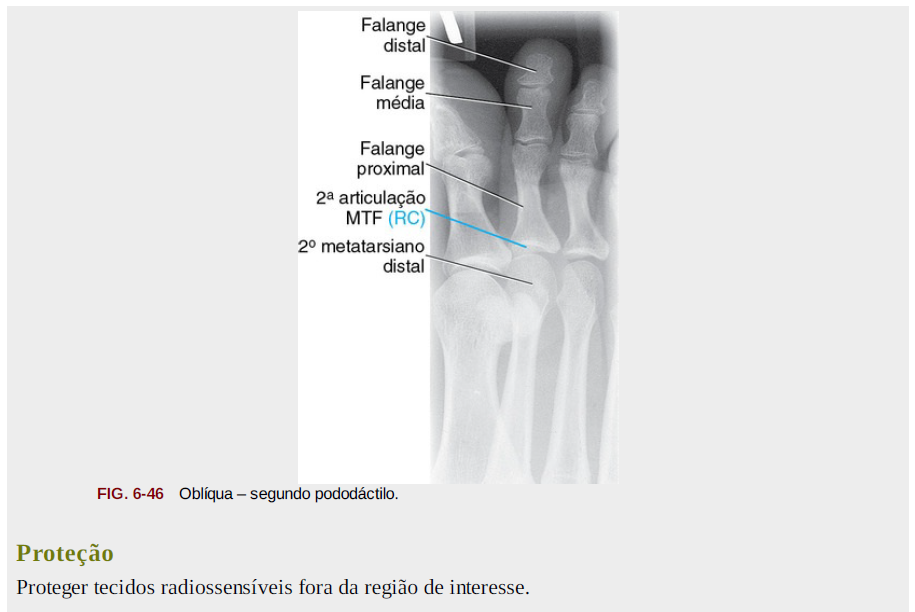 Falange
distal
Falange
média
Falange
proximal
2ª articulação
MTF (RC)
2º metatarsiano
distal
FIG. 6-46 Oblíqua – segundo pododáctilo.
Proteção
Proteger tecidos radiossensíveis fora da região de interesse.